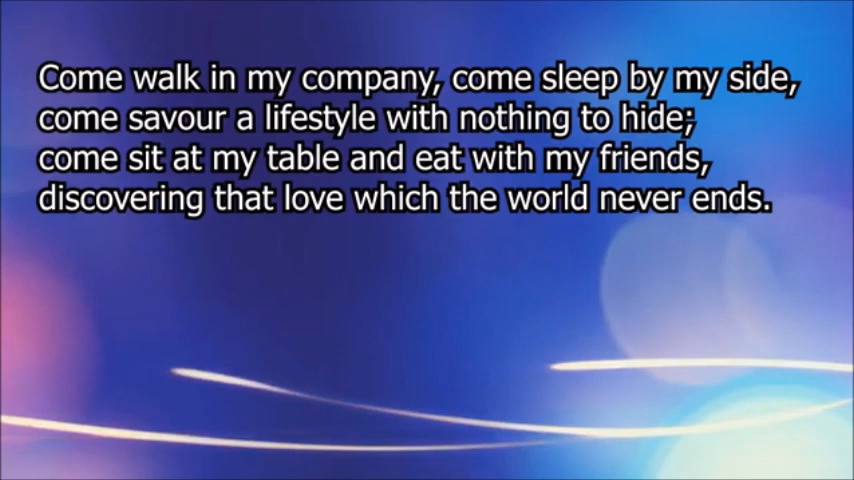 Come walk in my company, come sleep by my side,
come savour a lifestyle with nothing to hide;
come sit at my table and eat with my friends,
discovering that love which the world never ends.